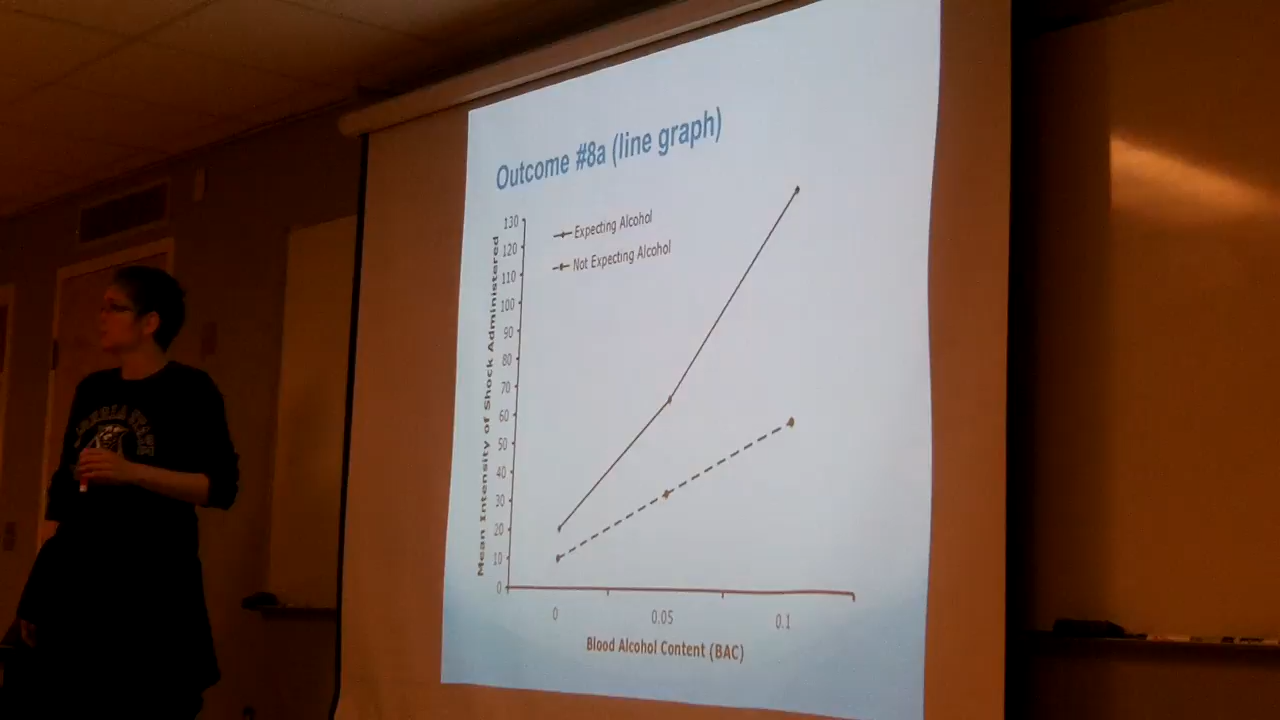 Outcome #8a (line graph)
Expecting Alcohol
Not Expecting Alcohol
Mean Intensity of Shock Administered
130
120
110
100
90
80
70
60
50
40
30
20
10
0
0 0.05 0.1
Blood Alcohol Content (BAC)